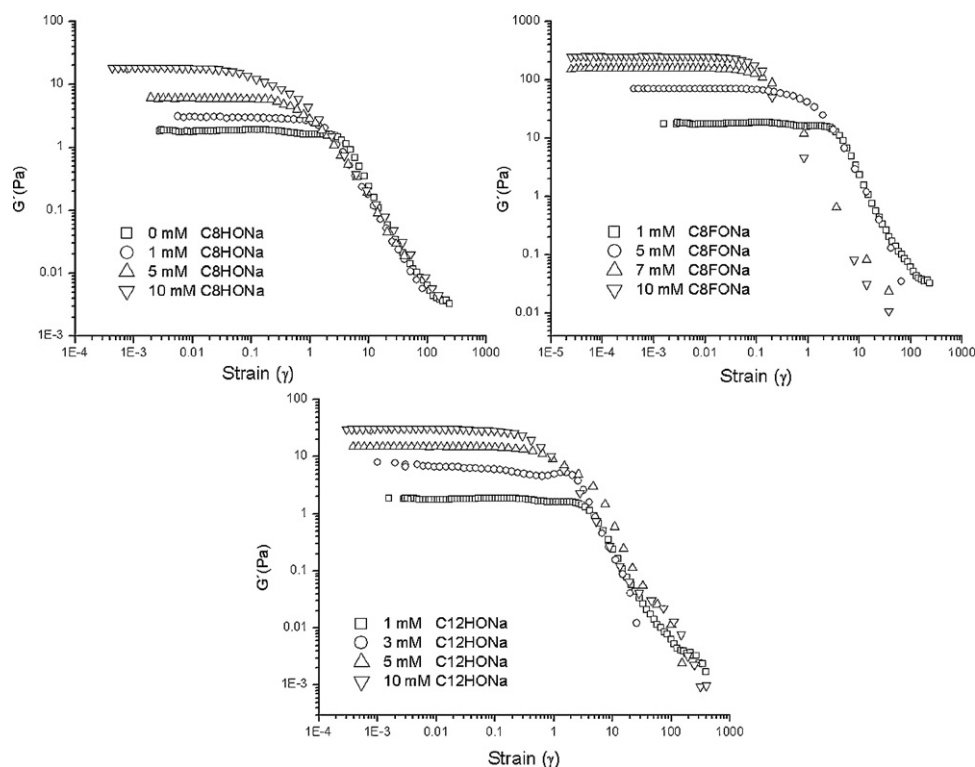 100
10
1
0.1
0.01
1E-3
G´(Pa)
0 mM C8HONa
1 mM C8HONa
5 mM C8HONa
10 mM C8HONa
1E-4 1E-3 0.01 0.1 1 10 100 1000
Strain (γ)
1000
100
10
1
0.1
0.01
G´(Pa)
1 mM C8FONa
5 mM C8FONa
7 mM C8FONa
10 mM C8FONa
1E-5 1E-4 1E-3 0.01 0.1 1 10 100 1000
Strain (γ)
100
10
1
0.1
0.01
1E-3
G´(Pa)
1 mM C12HONa
3 mM C12HONa
5 mM C12HONa
10 mM C12HONa
1E-4 1E-3 0.01 0.1 1 10 100 1000
Strain (γ)